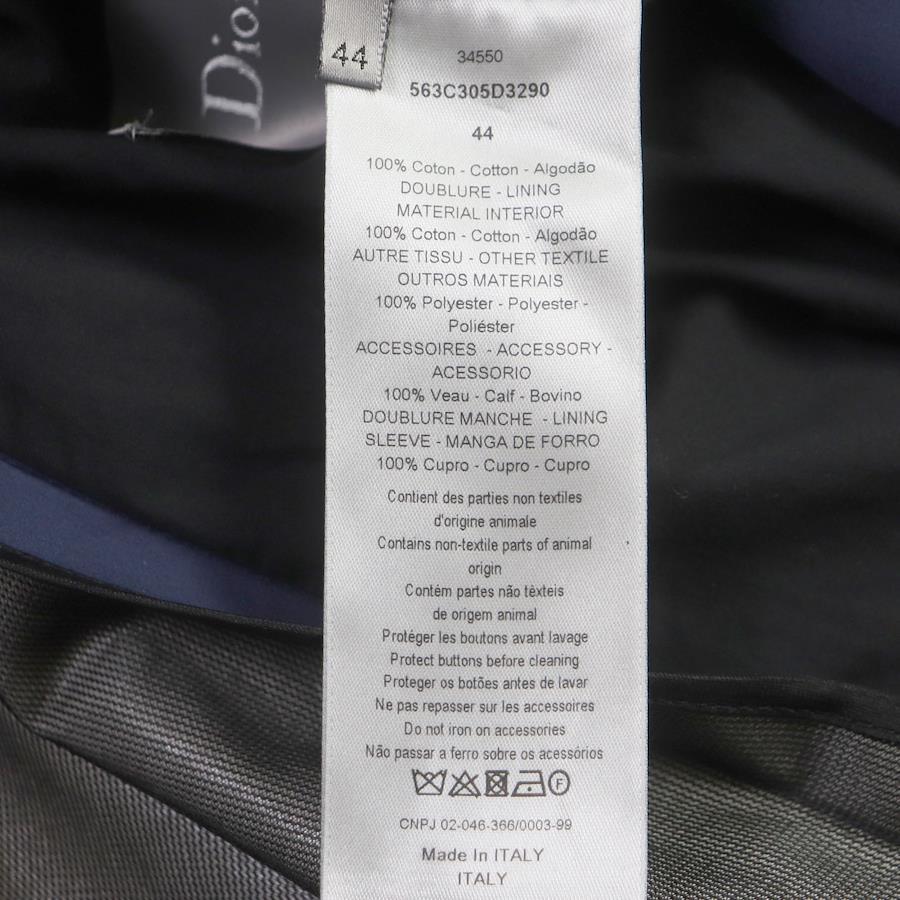 Dior
44
34550
563C305D3290
44
100% Coton - Cotton - Algodão
DOUBLURE - LINING
MATERIAL INTERIOR
100% Coton - Cotton - Algodão
AUTRE TISSU - OTHER TEXTILE
OUTROS MATERIAIS
100% Polyester - Polyester -
Poliéster
ACCESSOIRES - ACCESSORY -
ACESSORIO
100% Veau - Calf - Bovino
DOUBLURE MANCHE - LINING
SLEEVE - MANGA DE FORRO
100% Cupro - Cupro - Cupro
Contient des parties non textiles
d'origine animale
Contains non-textile parts of animal
origin
Contém partes não têxteis
de origem animal
Protéger les boutons avant lavage
Protect buttons before cleaning
Proteger os botões antes de lavar
Ne pas repasser sur les accessoires
Do not iron on accessories
Não passar a ferro sobre os acessórios
F
CNPJ 02-046-366/0003-99
Made In ITALY
ITALY